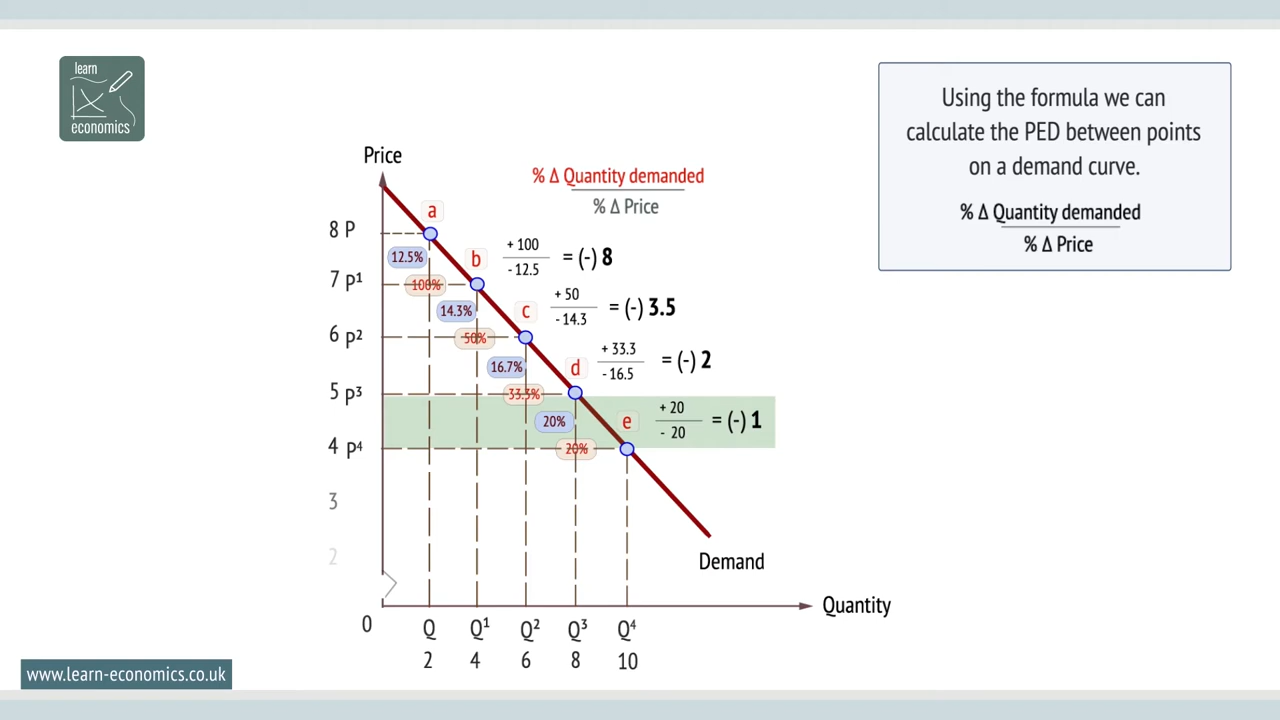 learn
economics
Using the formula we can
calculate the PED between points
on a demand curve.
% Δ Quantity demanded
% Δ Price
Price
% Δ Quantity demanded
% Δ Price
a
8 P
12.5%
b
+ 100
- 12.5
= (-) 8
7 P¹
100%
14.3%
c
+ 50
- 14.3
= (-) 3.5
6 P²
50%
16.7%
d
+ 33.3
- 16.5
= (-) 2
5 P³
33.3%
20%
e
+ 20
- 20
= (-) 1
4 P⁴
20%
3
2
Demand
Quantity
0
Q Q¹ Q² Q³ Q⁴
2 4 6 8 10
www.learn-economics.co.uk